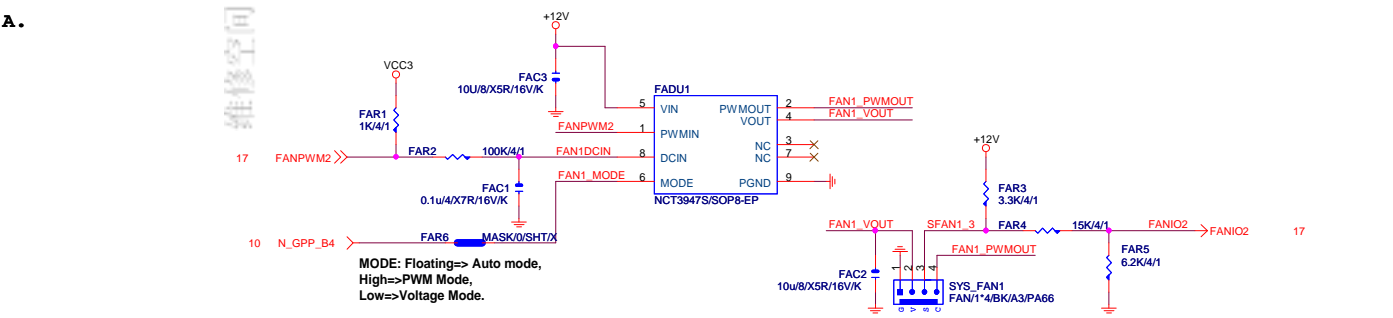 A.
维修空间
+12V
VCC3
FAC3
10U/8/X5R/16V/K
FADU1
FAR1
1K/4/1
5 VIN PWMOUT 2 FAN1_PWMOUT
VOUT 4 FAN1_VOUT
FANPWM2 1 PWMIN
NC 3
17 FANPWM2 FAR2 100K/4/1 FAN1DCIN 8 DCIN NC 7
+12V
FAN1_MODE 6 MODE PGND 9
FAC1
0.1u/4/X7R/16V/K
NCT3947S/SOP8-EP
FAR3
3.3K/4/1
10 N_GPP_B4 FAR6 MASK/0/SHT/X
FAN1_VOUT SFAN1_3 FAR4 15K/4/1 FANIO2 FANIO2 17
MODE: Floating=> Auto mode,
High=>PWM Mode,
Low=>Voltage Mode.
FAN1_PWMOUT
FAR5
6.2K/4/1
FAC2
10u/8/X5R/16V/K
1 2 3 4
SYS_FAN1
FAN/1*4/BK/A3/PA66
G V S C